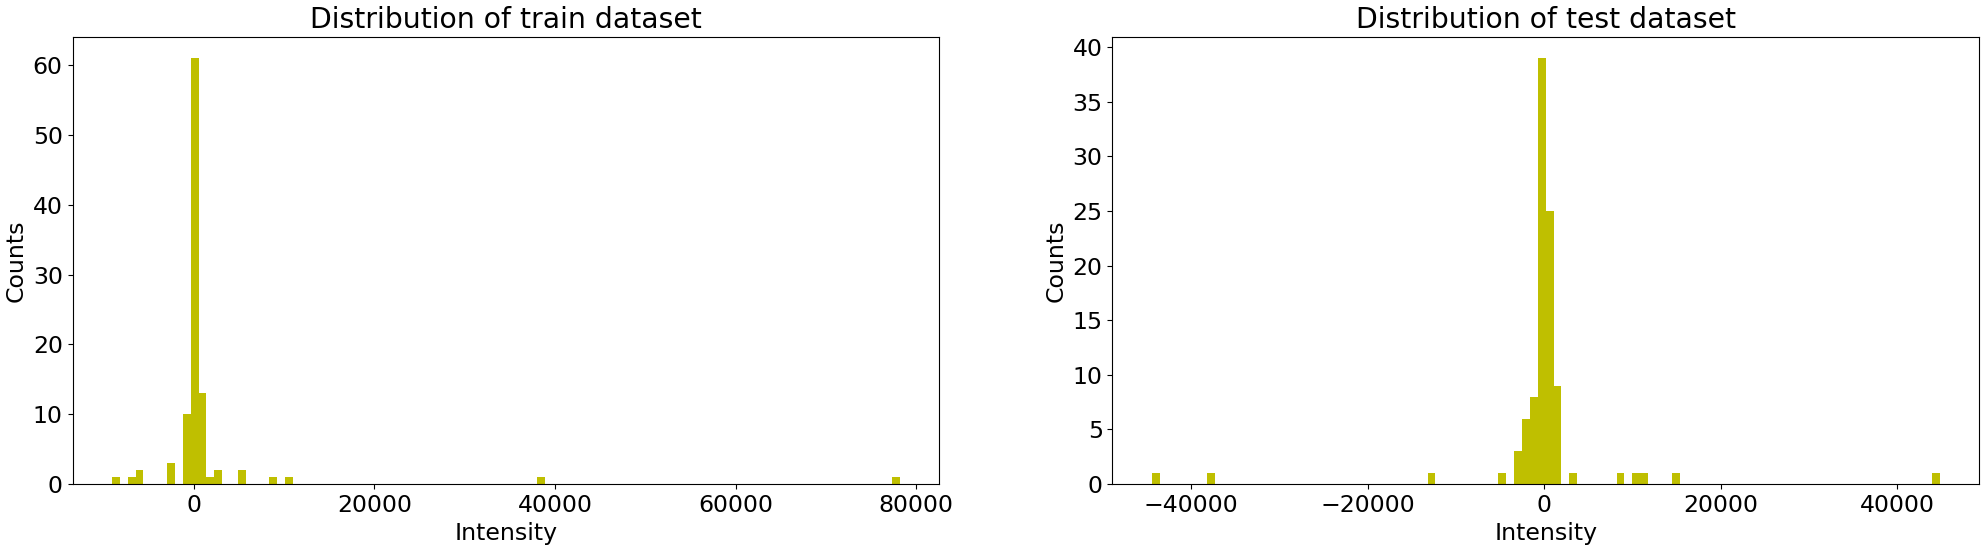 Distribution of train dataset
60
50
40
30
20
10
0
Counts
0 20000 40000 60000 80000
Intensity
Distribution of test dataset
40
35
30
25
20
15
10
5
0
Counts
−40000 −20000 0 20000 40000
Intensity